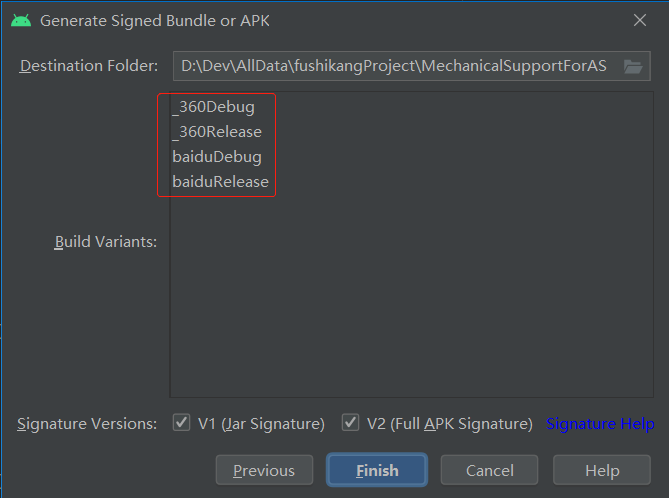 Generate Signed Bundle or APK
Destination Folder: D:\Dev\AllData\fushikangProject\MechanicalSupportForAS
_360Debug
_360Release
baiduDebug
baiduRelease
Build Variants:
Signature Versions: V1 (Jar Signature) V2 (Full APK Signature) Signature Help
Previous Finish Cancel Help